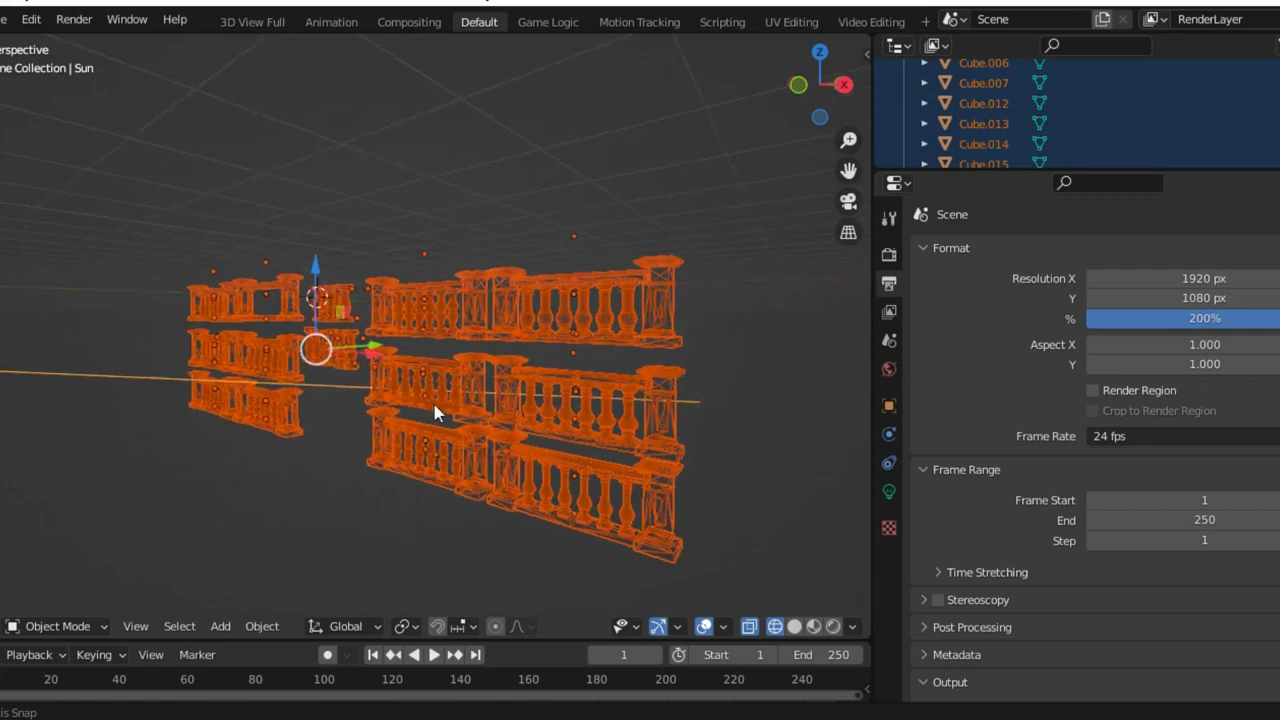 Edit Render Window Help 3D View Full Animation Compositing Default Game Logic Motion Tracking Scripting UV Editing Video Editing + Scene RenderLayer
erspective
ne Collection | Sun
Z
X
Cube.006
Cube.007
Cube.012
Cube.013
Cube.014
Cube.015
Scene
Format
Resolution X 1920 px
Y 1080 px
% 200%
Aspect X 1.000
Y 1.000
Render Region
Crop to Render Region
Frame Rate 24 fps
Frame Range
Frame Start 1
End 250
Step 1
Time Stretching
Stereoscopy
Post Processing
Metadata
Output
Object Mode View Select Add Object Global
Playback Keying View Marker 1 Start 1 End 250
20 40 60 80 100 120 140 160 180 200 220 240
is Snap